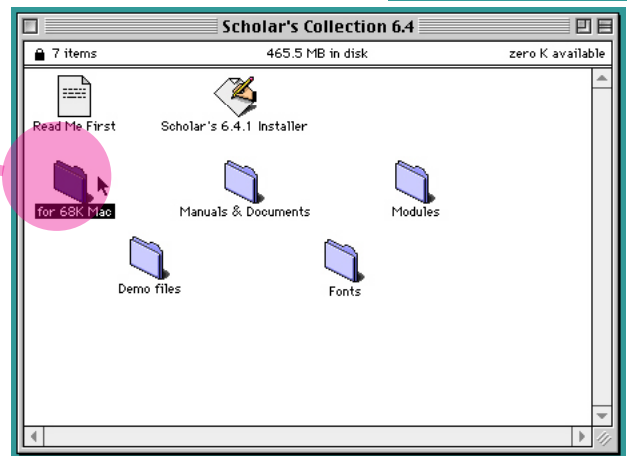 Scholar's Collection 6.4
7 items 465.5 MB in disk zero K available
Read Me First Scholar's 6.4.1 Installer
for 68K Mac Manuals & Documents Modules
Demo files Fonts